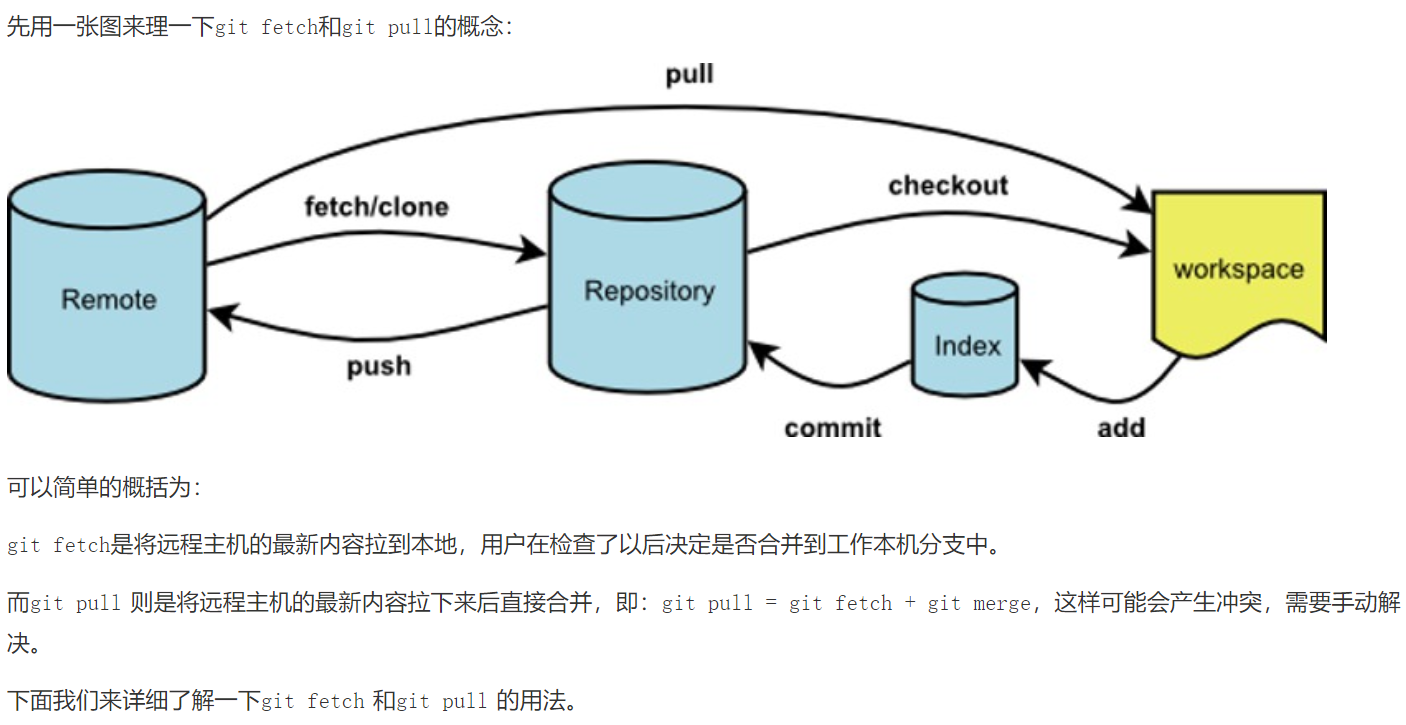 先用一张图来理一下git fetch和git pull的概念：
pull
fetch/clone
checkout
Remote
Repository
workspace
Index
push
commit
add
可以简单的概括为：
git fetch是将远程主机的最新内容拉到本地，用户在检查了以后决定是否合并到工作本机分支中。
而git pull 则是将远程主机的最新内容拉下来后直接合并，即：git pull = git fetch + git merge，这样可能会产生冲突，需要手动解
决。
下面我们来详细了解一下git fetch 和git pull 的用法。